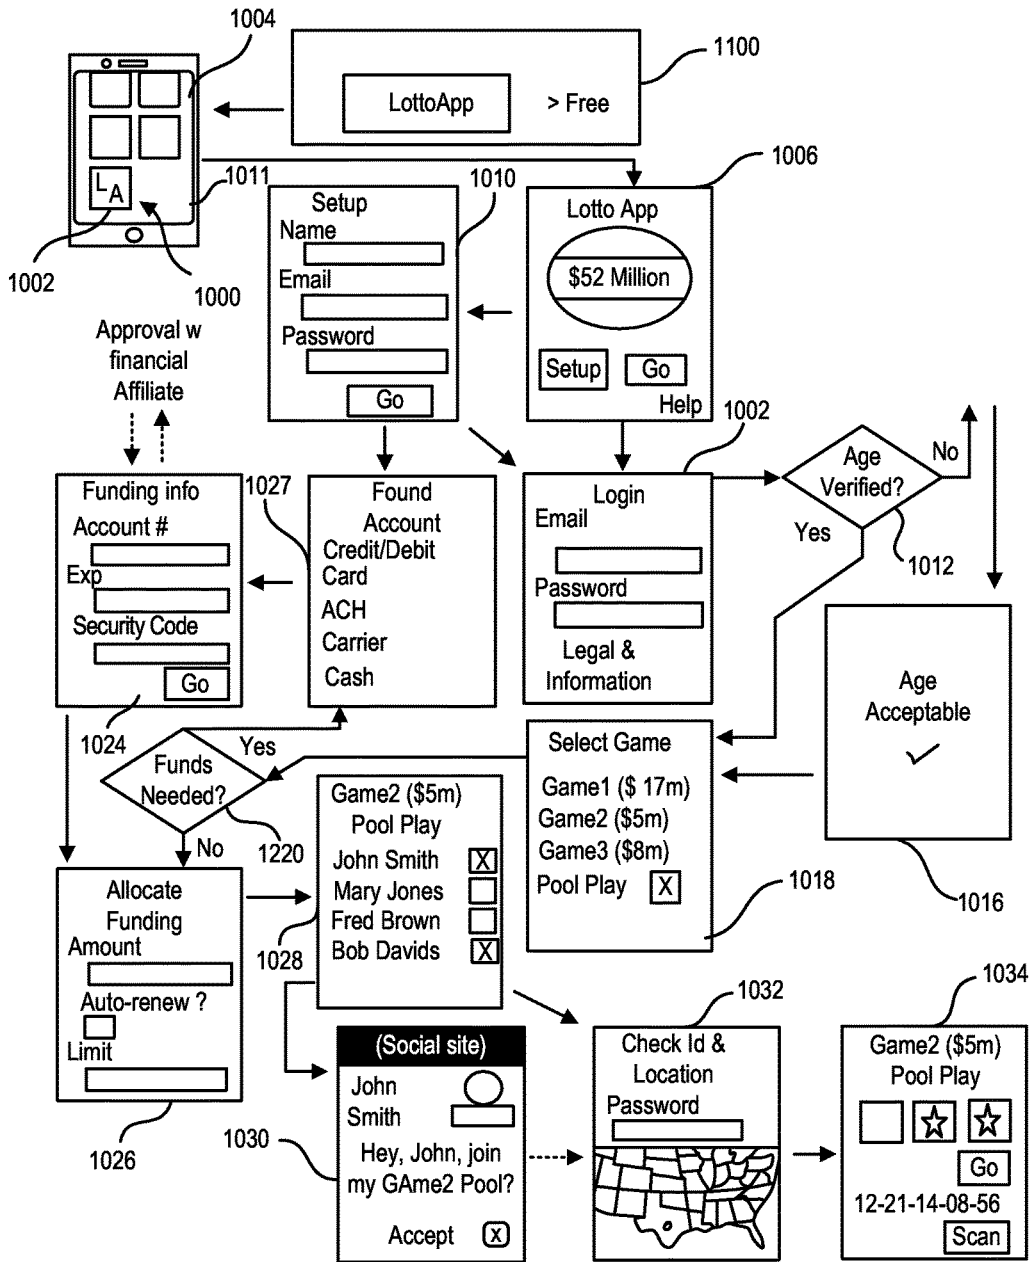 1004
1100
LottoApp
> Free
1006
1011
1010
LA
1002
1000
Setup
Name
Email
Password
Go
Lotto App
$52 Million
Setup
Go
Help
Approval w
financial
Affiliate
1002
Age
Verified?
No
Yes
1012
Funding info
Account #
Exp
Security Code
Go
1024
1027
Found
Account
Credit/Debit
Card
ACH
Carrier
Cash
Login
Email
Password
Legal &
Information
Age
Acceptable
1016
Funds
Needed?
Yes
No
1220
Select Game
Game1 ($ 17m)
Game2 ($5m)
Game3 ($8m)
Pool Play X
1018
Game2 ($5m)
Pool Play
John Smith X
Mary Jones
Fred Brown
Bob Davids X
1028
Allocate
Funding
Amount
Auto-renew ?
Limit
1026
(Social site)
John
Smith
Hey, John, join
my GAme2 Pool?
Accept X
1030
1032
Check Id &
Location
Password
1034
Game2 ($5m)
Pool Play
Go
12-21-14-08-56
Scan